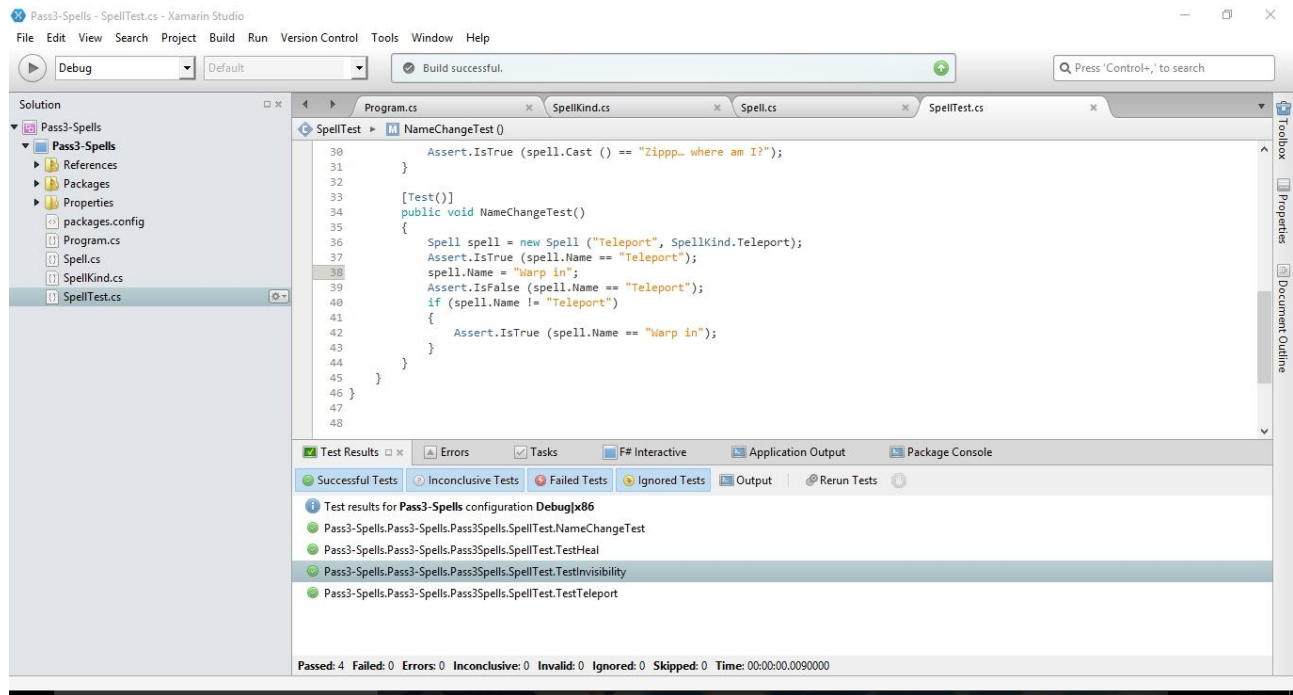 Pass3-Spells - SpellTest.cs - Xamarin Studio
File Edit View Search Project Build Run Version Control Tools Window Help
Debug Default Build successful. Press 'Control+,' to search
Solution
Pass3-Spells
Pass3-Spells
References
Packages
Properties
packages.config
Program.cs
Spell.cs
SpellKind.cs
SpellTest.cs
Program.cs SpellKind.cs Spell.cs SpellTest.cs
SpellTest NameChangeTest ()
30 Assert.IsTrue (spell.Cast () == "Zippp… where am I?");
31 }
32
33 [Test()]
34 public void NameChangeTest()
35 {
36 Spell spell = new Spell ("Teleport", SpellKind.Teleport);
37 Assert.IsTrue (spell.Name == "Teleport");
38 spell.Name = "Warp in";
39 Assert.IsFalse (spell.Name == "Teleport");
40 if (spell.Name != "Teleport")
41 {
42 Assert.IsTrue (spell.Name == "Warp in");
43 }
44 }
45 }
46 }
47
48
Toolbox
Properties
Document Outline
Test Results Errors Tasks F# Interactive Application Output Package Console
Successful Tests Inconclusive Tests Failed Tests Ignored Tests Output Rerun Tests
Test results for Pass3-Spells configuration Debug|x86
Pass3-Spells.Pass3-Spells.Pass3Spells.SpellTest.NameChangeTest
Pass3-Spells.Pass3-Spells.Pass3Spells.SpellTest.TestHeal
Pass3-Spells.Pass3-Spells.Pass3Spells.SpellTest.TestInvisibility
Pass3-Spells.Pass3-Spells.Pass3Spells.SpellTest.TestTeleport
Passed: 4 Failed: 0 Errors: 0 Inconclusive: 0 Invalid: 0 Ignored: 0 Skipped: 0 Time: 00:00:00.0090000